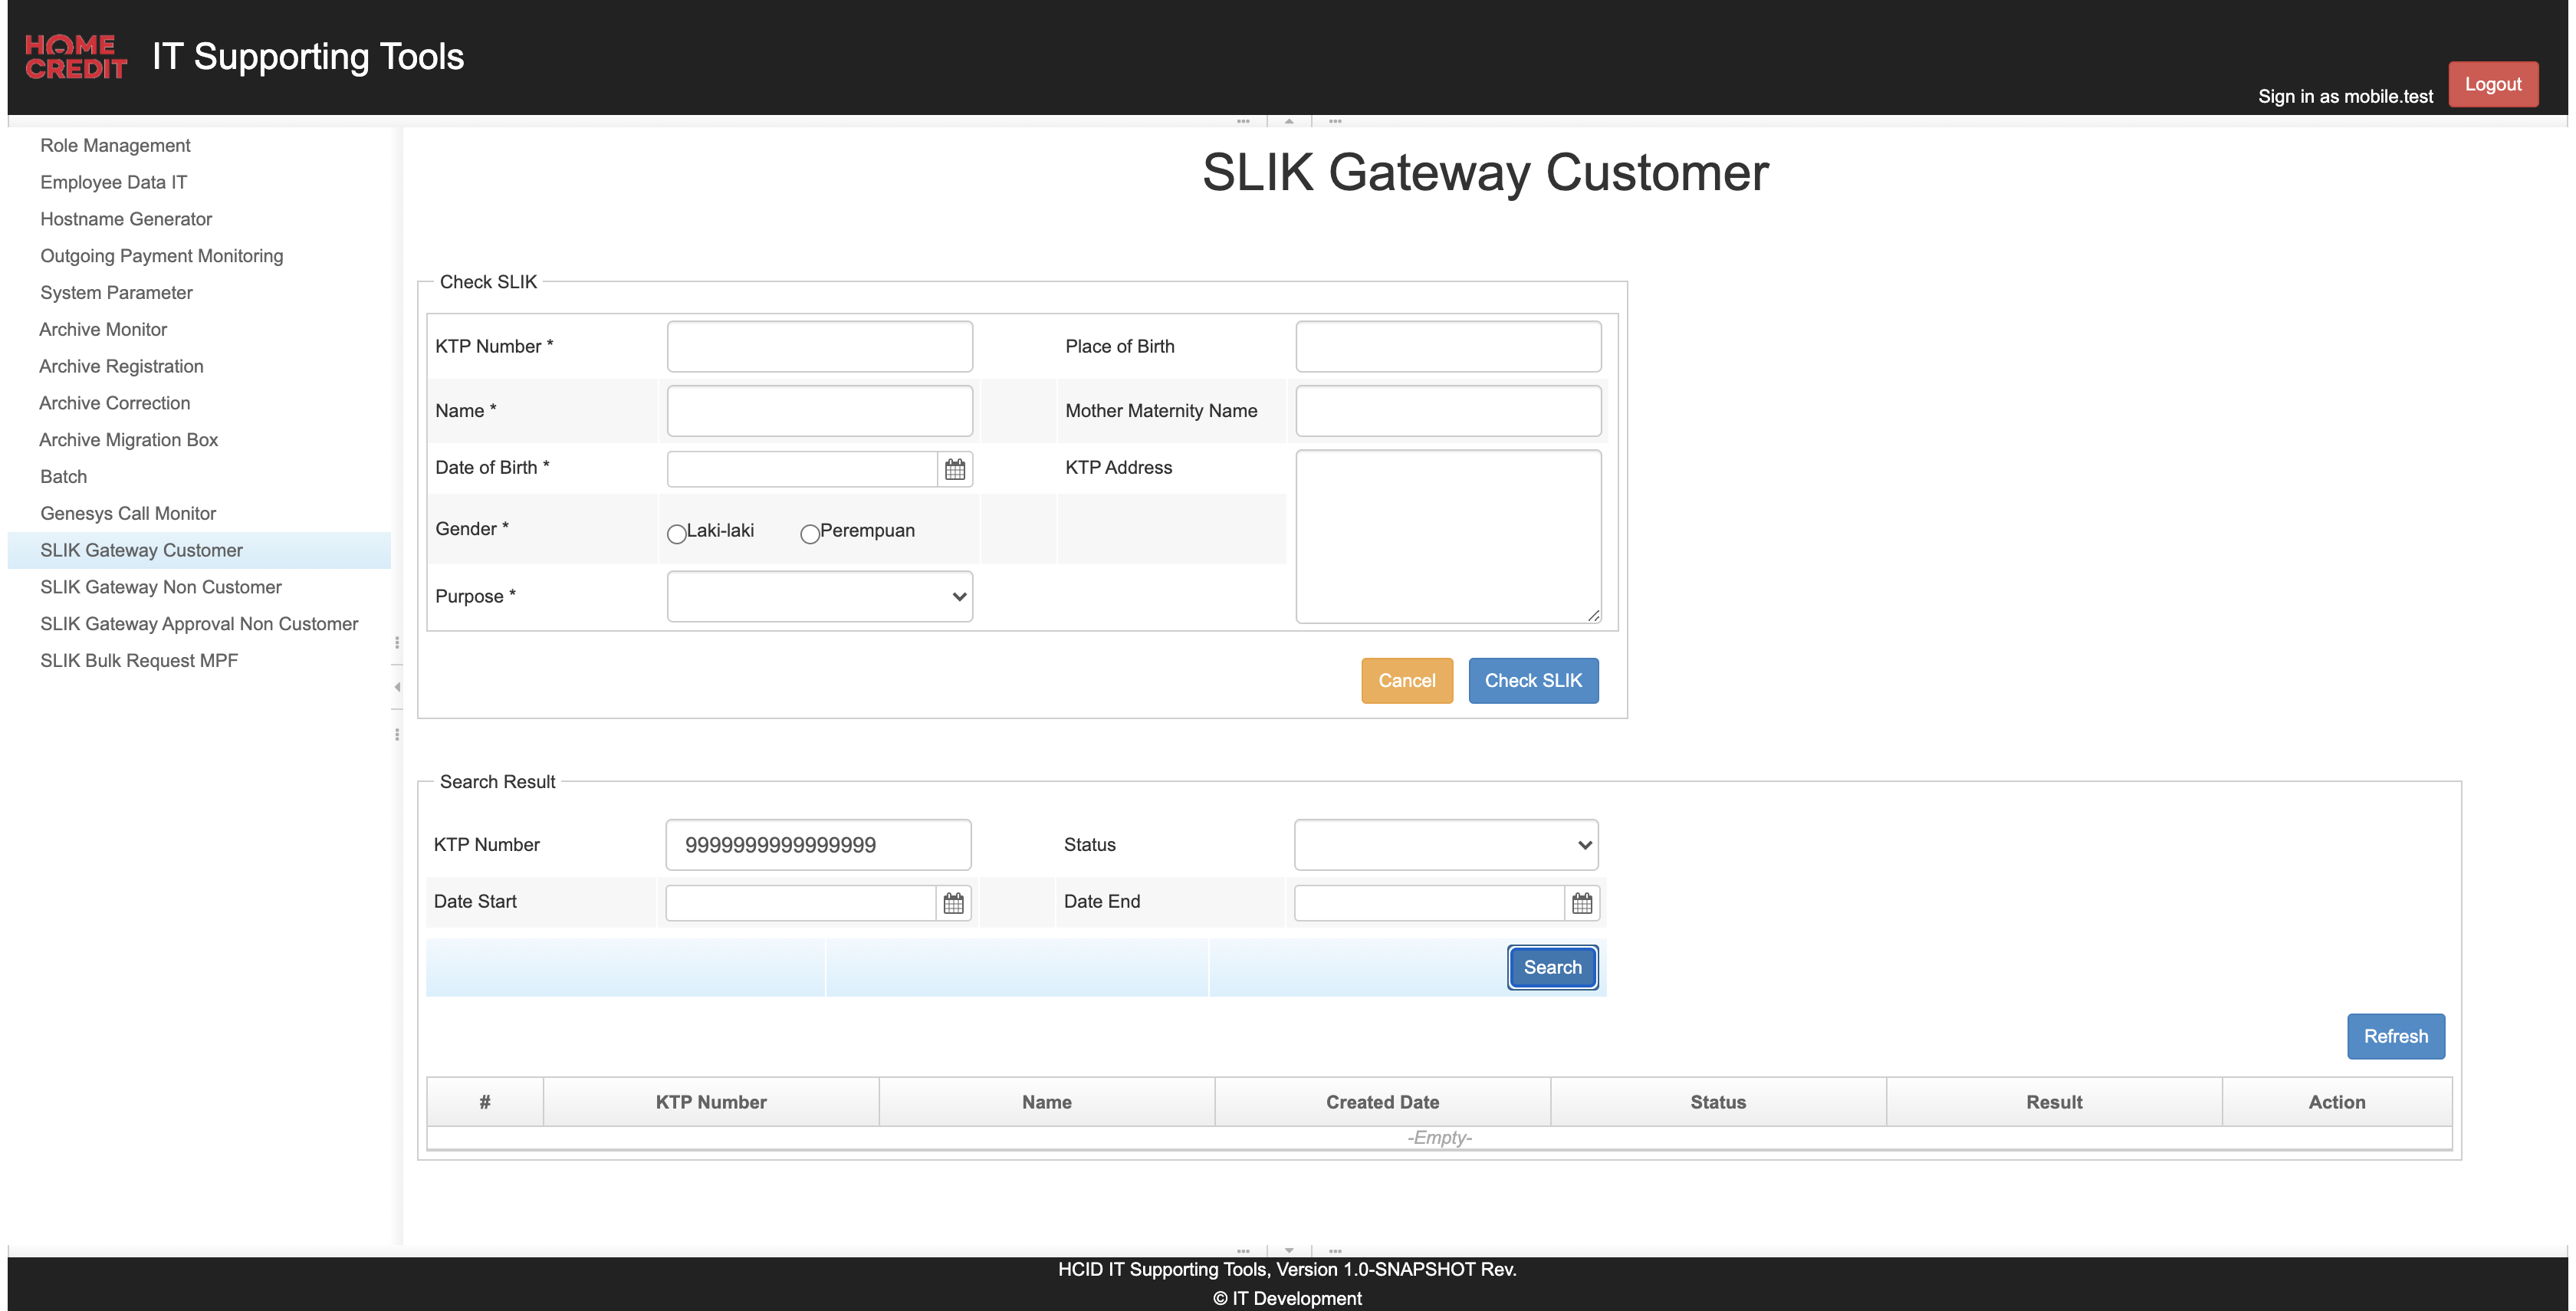 HOME CREDIT
IT Supporting Tools
Sign in as mobile.test
Logout
Role Management
Employee Data IT
Hostname Generator
Outgoing Payment Monitoring
System Parameter
Archive Monitor
Archive Registration
Archive Correction
Archive Migration Box
Batch
Genesys Call Monitor
SLIK Gateway Customer
SLIK Gateway Non Customer
SLIK Gateway Approval Non Customer
SLIK Bulk Request MPF
SLIK Gateway Customer
Check SLIK
KTP Number *
Place of Birth
Name *
Mother Maternity Name
Date of Birth *
KTP Address
Gender *
Laki-laki
Perempuan
Purpose *
Cancel
Check SLIK
Search Result
KTP Number
9999999999999999
Status
Date Start
Date End
Search
Refresh
# KTP Number Name Created Date Status Result Action
-Empty-
HCID IT Supporting Tools, Version 1.0-SNAPSHOT Rev.
© IT Development